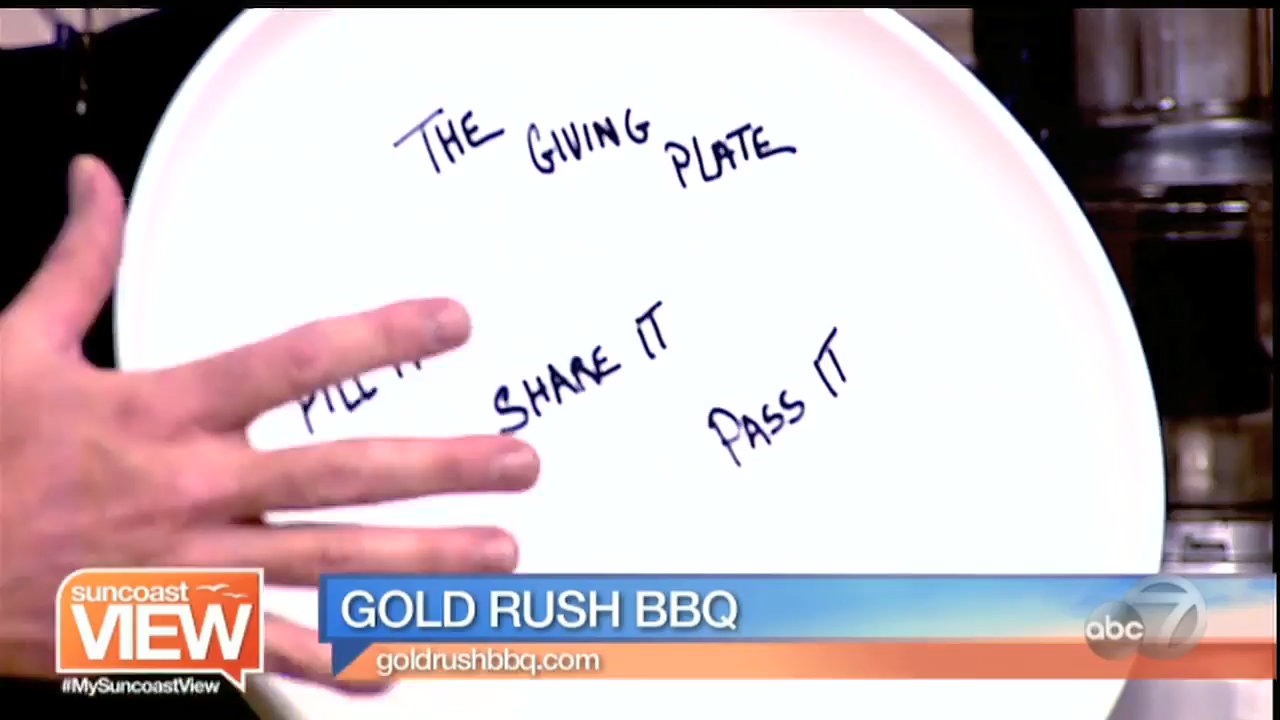 THE GIVING PLATE
SHARE IT
PASS IT
suncoast
VIEW
#MySuncoastView
GOLD RUSH BBQ
goldrushbbq.com
abc 7